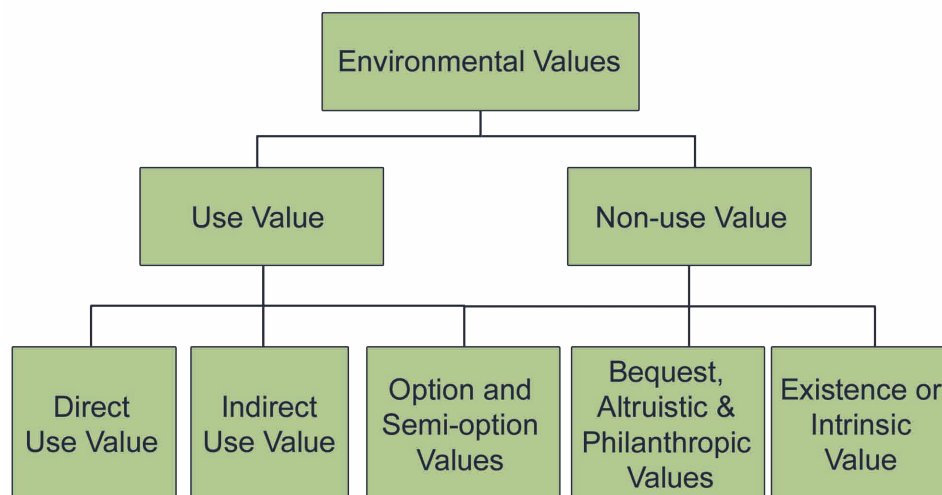 Environmental Values
Use Value
Non-use Value
Direct
Use Value
Indirect
Use Value
Option and
Semi-option
Values
Bequest,
Altruistic &
Philanthropic
Values
Existence or
Intrinsic
Value